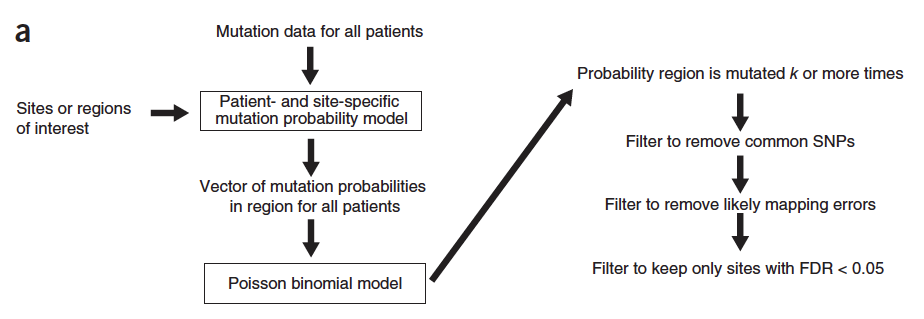 a
Mutation data for all patients
Sites or regions
of interest
Patient- and site-specific
mutation probability model
Vector of mutation probabilities
in region for all patients
Poisson binomial model
Probability region is mutated k or more times
Filter to remove common SNPs
Filter to remove likely mapping errors
Filter to keep only sites with FDR < 0.05